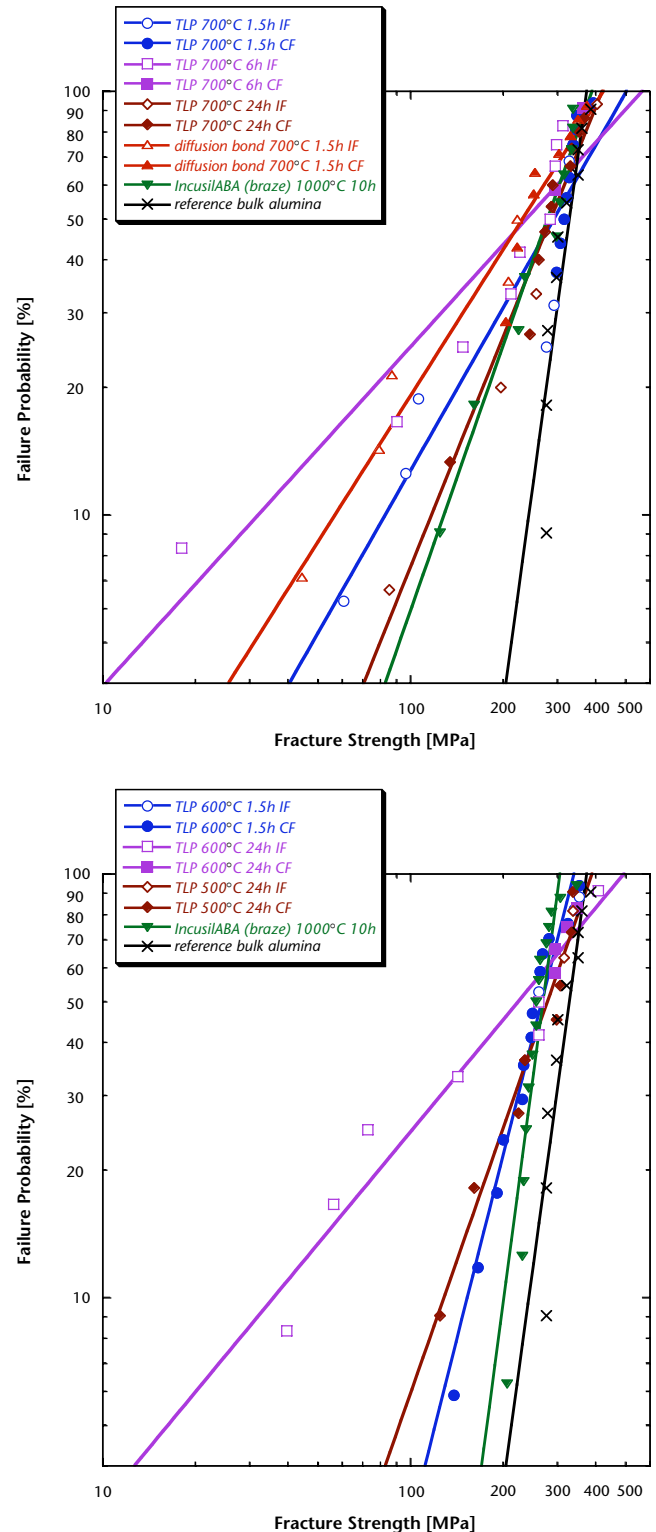 TLP 700°C 1.5h IF
TLP 700°C 1.5h CF
TLP 700°C 6h IF
TLP 700°C 6h CF
TLP 700°C 24h IF
TLP 700°C 24h CF
diffusion bond 700°C 1.5h IF
diffusion bond 700°C 1.5h CF
IncusilABA (braze) 1000°C 10h
reference bulk alumina
100
90
80
70
60
50
40
30
20
10
Failure Probability [%]
10
100
200
300
400
500
Fracture Strength [MPa]
TLP 600°C 1.5h IF
TLP 600°C 1.5h CF
TLP 600°C 24h IF
TLP 600°C 24h CF
TLP 500°C 24h IF
TLP 500°C 24h CF
IncusilABA (braze) 1000°C 10h
reference bulk alumina
100
90
80
70
60
50
40
30
20
10
Failure Probability [%]
10
100
200
300
400
500
Fracture Strength [MPa]